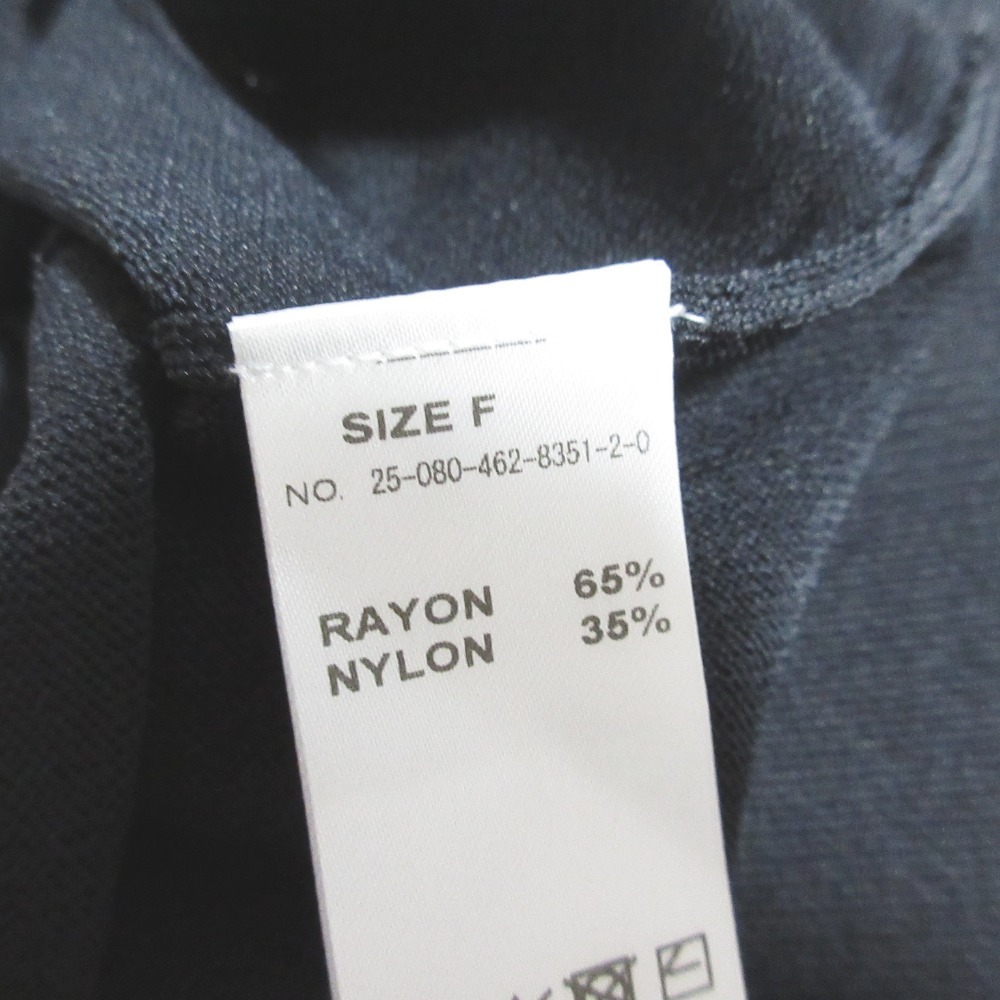 SIZE F
NO. 25-080-462-8351-2-0
RAYON 65%
NYLON 35%